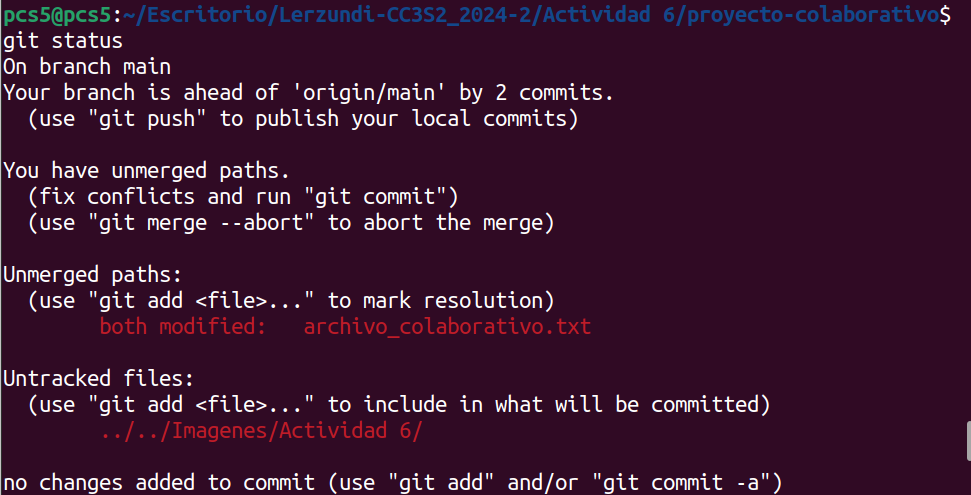 pcs5@pcs5:~/Escritorio/Lerzundi-CC3S2_2024-2/Actividad 6/proyecto-colaborativo$
git status
On branch main
Your branch is ahead of 'origin/main' by 2 commits.
  (use "git push" to publish your local commits)

You have unmerged paths.
  (fix conflicts and run "git commit")
  (use "git merge --abort" to abort the merge)

Unmerged paths:
  (use "git add <file>..." to mark resolution)
        both modified:   archivo_colaborativo.txt

Untracked files:
  (use "git add <file>..." to include in what will be committed)
        ../../Imagenes/Actividad 6/

no changes added to commit (use "git add" and/or "git commit -a")